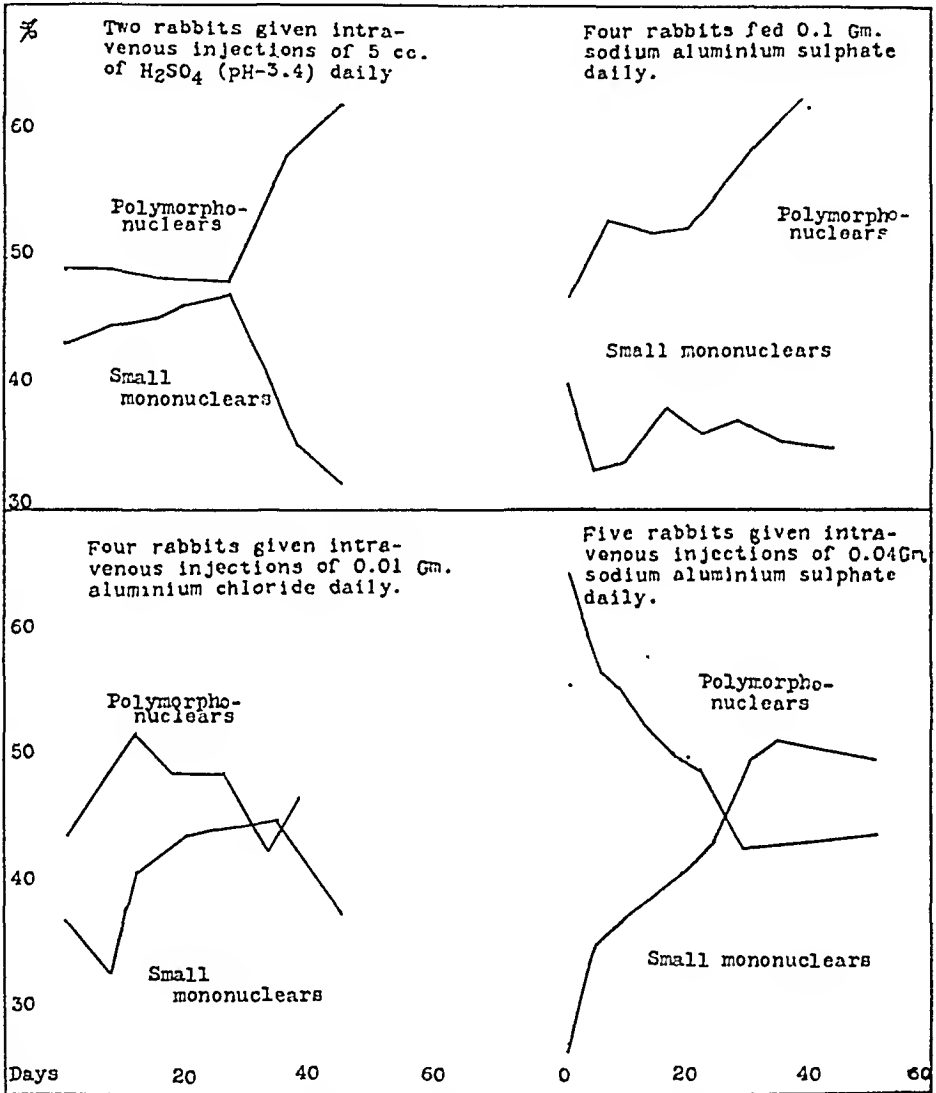 %
Two rabbits given intra-
venous injections of 5 cc.
of H2SO4 (pH-3.4) daily
60
Polymorpho-
nuclears
50
40
Small
mononuclears
30
Four rabbits fed 0.1 Gm.
sodium aluminium sulphate
daily.
Polymorpho-
nuclears
Small mononuclears
Four rabbits given intra-
venous injections of 0.01 Gm.
aluminium chloride daily.
60
Polymorpho-
nuclears
50
40
Small
mononuclears
30
Days 20 40 60
Five rabbits given intra-
venous injections of 0.04Gm
sodium aluminium sulphate
daily.
Polymorpho-
nuclears
Small mononuclears
0 20 40 60